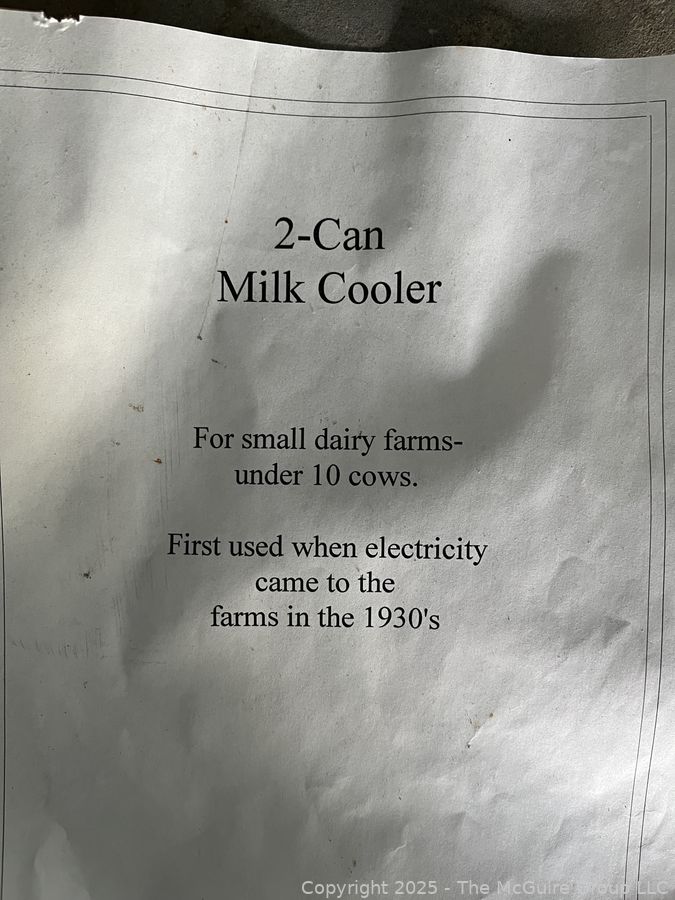 2-Can
Milk Cooler
For small dairy farms-
under 10 cows.
First used when electricity
came to the
farms in the 1930's
Copyright 2025 - The McGuire Group LLC